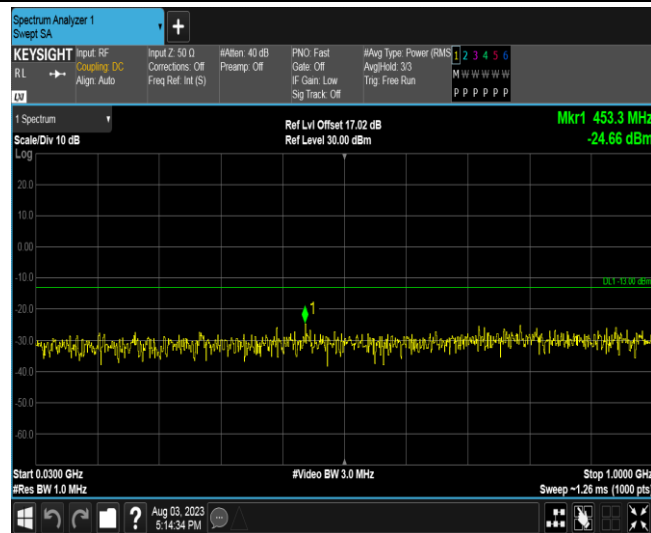 Spectrum Analyzer 1
Swept SA
+
KEYSIGHT
RL
LXI
Input: RF
Coupling: DC
Align: Auto
Input Z: 50 Ω
Corrections: Off
Freq Ref: Int (S)
#Atten: 40 dB
Preamp: Off
PNO: Fast
Gate: Off
IF Gain: Low
Sig Track: Off
#Avg Type: Power (RMS
Avg|Hold: 3/3
Trig: Free Run
1 2 3 4 5 6
M W W W W W
P P P P P P
1 Spectrum
Scale/Div 10 dB
Log
Ref Lvl Offset 17.02 dB
Ref Level 30.00 dBm
Mkr1 453.3 MHz
-24.66 dBm
20.0
10.0
0.00
-10.0
DL1 -13.00 dBm
-20.0
1
-30.0
-40.0
-50.0
-60.0
Start 0.0300 GHz
#Res BW 1.0 MHz
#Video BW 3.0 MHz
Stop 1.0000 GHz
Sweep ~1.26 ms (1000 pts)
?
Aug 03, 2023
5:14:34 PM